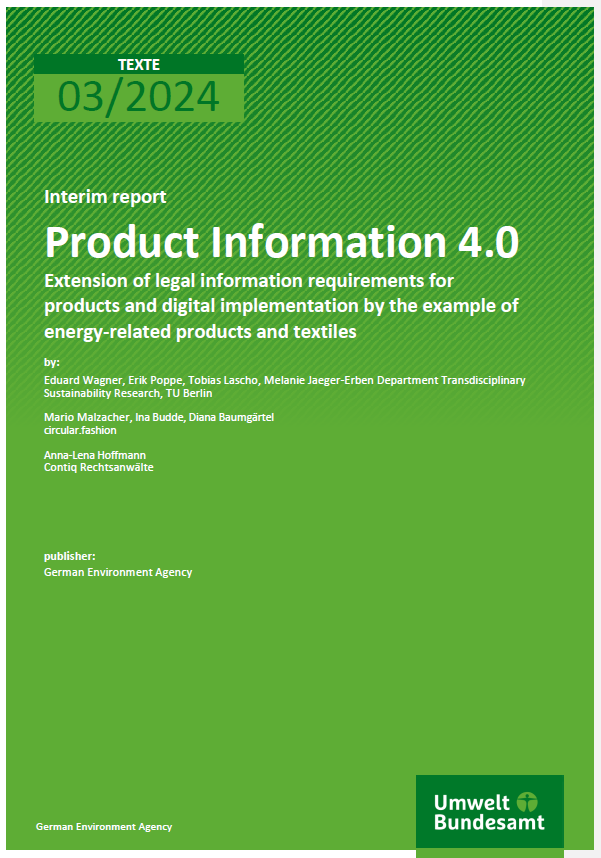 TEXTE
03/2024
Interim report
Product Information 4.0
Extension of legal information requirements for
products and digital implementation by the example of
energy-related products and textiles
by:
Eduard Wagner, Erik Poppe, Tobias Lascho, Melanie Jaeger-Erben Department Transdisciplinary
Sustainability Research, TU Berlin
Mario Malzacher, Ina Budde, Diana Baumgärtel
circular.fashion
Anna-Lena Hoffmann
Contiq Rechtsanwälte
publisher:
German Environment Agency
German Environment Agency
Umwelt
Bundesamt